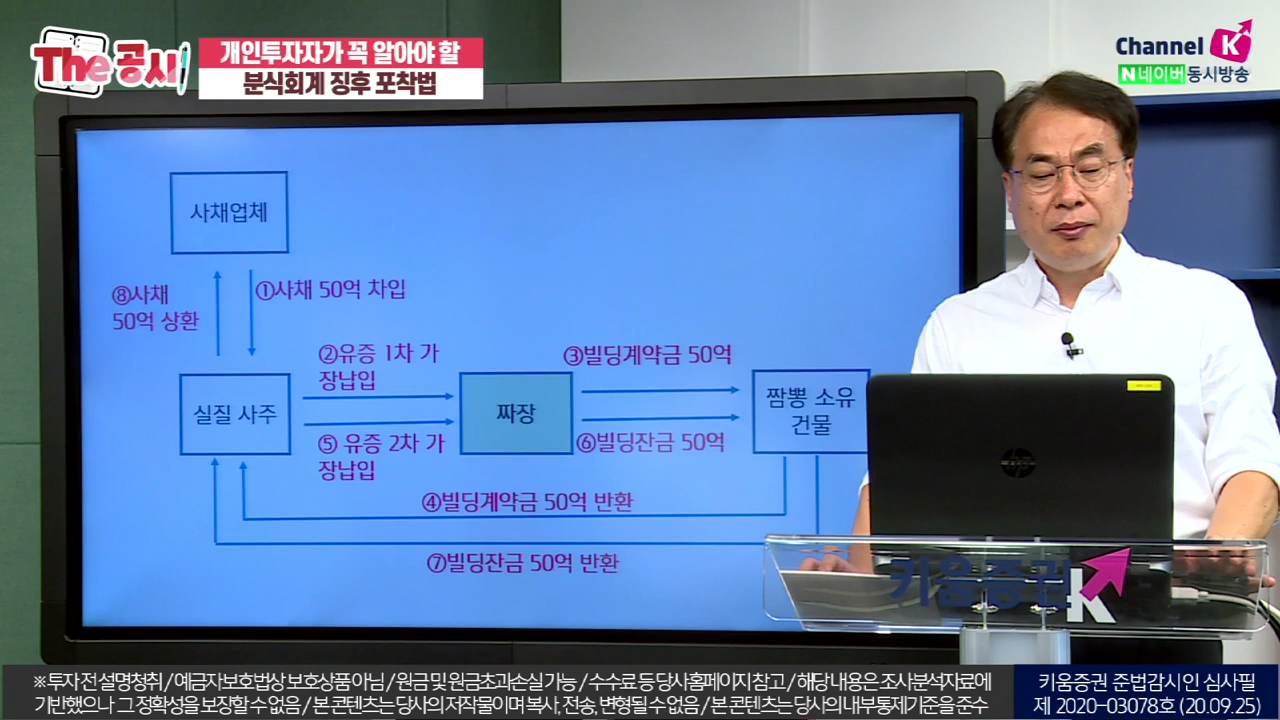 The 공시
개인투자자가 꼭 알아야 할
분식회계 징후 포착법
Channel K
N 네이버 동시방송
사채업체
⑧사채
50억 상환
①사채 50억 차입
②유증 1차 가
장납입
③빌딩계약금 50억
실질 사주
짜장
짬뽕 소유
건물
⑤ 유증 2차 가
장납입
⑥빌딩잔금 50억
④빌딩계약금 50억 반환
⑦빌딩잔금 50억 반환
hp
키움증권 K
※투자 전 설명청취 / 예금자보호법상 보호상품 아님 / 원금 및 원금초과손실 가능 / 수수료 등 당사홈페이지 참고 / 해당 내용은 조사분석자료에
기반했으나 그 정확성을 보장할 수 없음 / 본 콘텐츠는 당사의 저작물이며 복사, 전송, 변형될 수 없음 / 본 콘텐츠는 당사의 내부통제기준을 준수
키움증권 준법감시인 심사필
제 2020-03078호 (20.09.25)